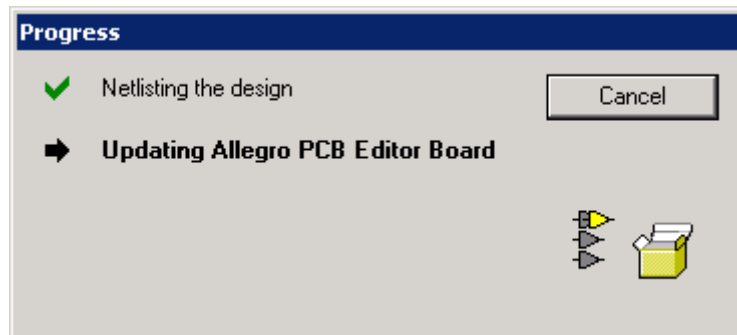 Progress
Netlisting the design
Cancel
Updating Allegro PCB Editor Board